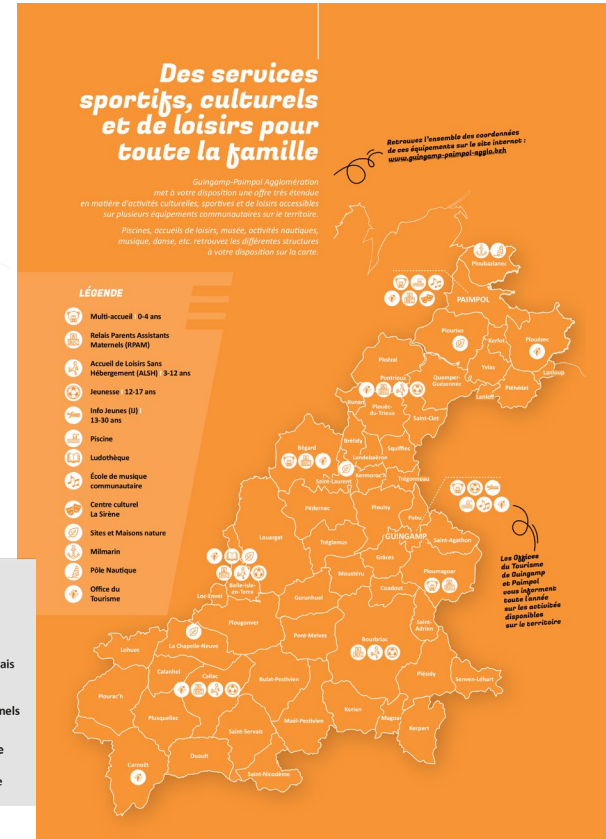 Des services
sportifs, culturels
et de loisirs pour
toute la famille
Guingamp-Paimpol Agglomération
met à votre disposition une offre très étendue
en matière d'activités culturelles, sportives et de loisirs accessibles
sur plusieurs équipements communautaires sur le territoire.
Piscines, accueils de loisirs, musée, activités nautiques,
musique, danse, etc. retrouvez les différentes structures
à votre disposition sur la carte.
Retrouvez l'ensemble des coordonnées
de ces équipements sur le site internet :
www.guingamp-paimpol-agglo.bzh
LÉGENDE
Multi-accueil | 0-4 ans
Relais Parents Assistants
Maternels (RPAM)
Accueil de Loisirs Sans
Hébergement (ALSH) | 3-12 ans
Jeunesse | 12-17 ans
Info Jeunes (IJ) |
13-30 ans
Piscine
Ludothèque
École de musique
communautaire
Centre culturel
La Sirène
Sites et Maisons nature
Milmarin
Pôle Nautique
Office du
Tourisme
Ploubazlanec
PAIMPOL
Plourivo
Kerfot
Plouëzec
Yvias
Lanloup
Pléhédel
Lanleff
Quemper-
Guézennec
Ploëzal
Pontrieux
Runan
Plouëc-
du-Trieux
Saint-Clet
Bégard
Brélidy
Squiffiec
Landebaëron
Kermoroc'h
Saint-Laurent
Trégonneau
Pédernec
Plouisy
Pabu
GUINGAMP
Saint-Agathon
Louargat
Tréglamus
Grâces
Ploumagoar
Moustéru
Coadout
Belle-Isle-
en-Terre
Loc-Envel
Gurunhuel
Saint-
Adrien
Plougonver
Pont-Melvez
Bourbriac
La Chapelle-Neuve
Lohuec
Calanhel
Callac
Bulat-Pestivien
Plésidy
Senven-Léhart
Plourac'h
Plusquellec
Maël-Pestivien
Kerien
Magoar
Kerpert
Saint-Servais
Duault
Carnoët
Saint-Nicodème
Les Offices
du Tourisme
de Guingamp
et Paimpol
vous informent
toute l'année
sur les activités
disponibles
sur le territoire
ais
nels
e
e